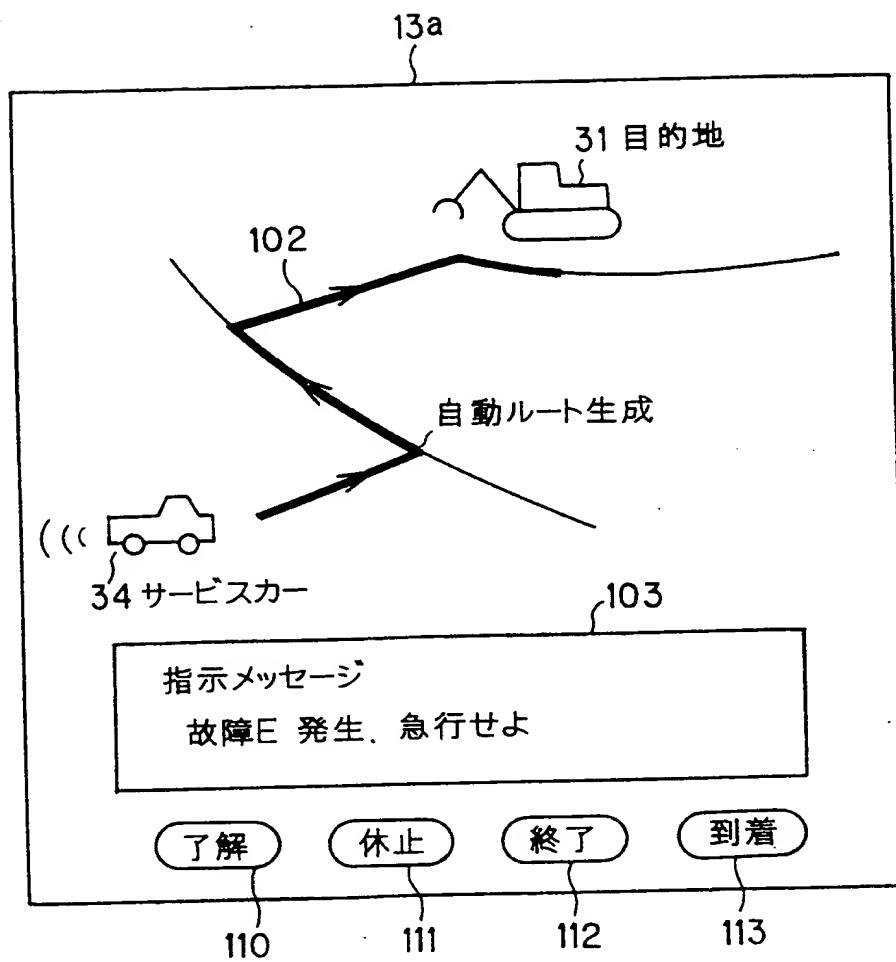 13a
31 目的地
102
自動ルート生成
34 サービスカー
103
指示メッセージ
故障E 発生、急行せよ
了解 休止 終了 到着
110 111 112 113